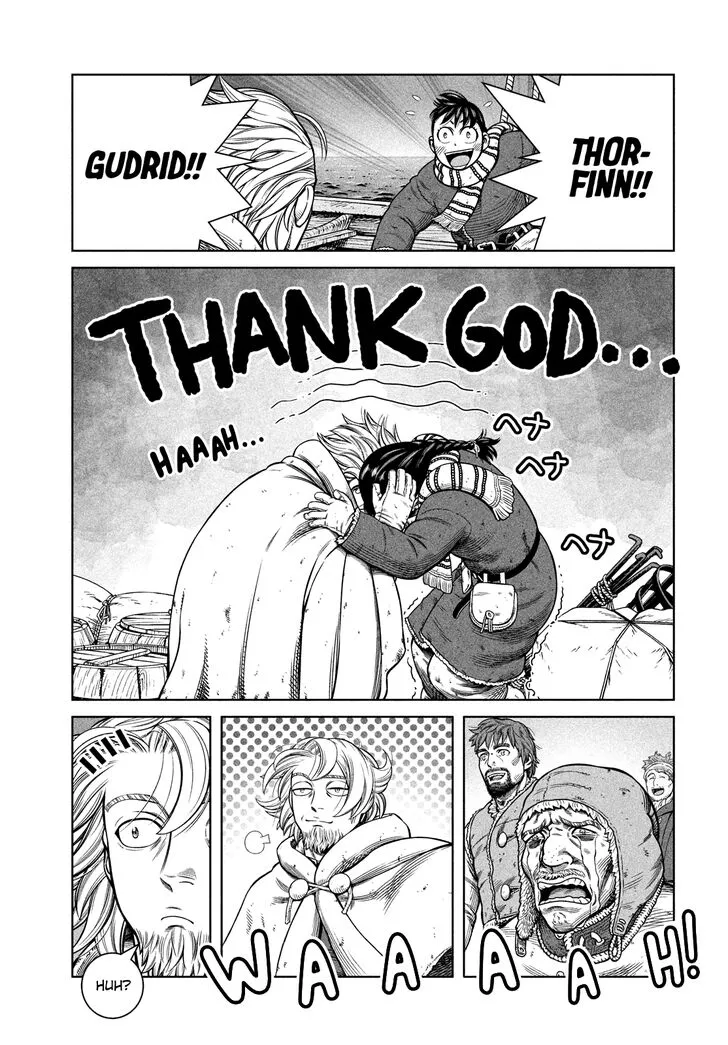 GUDRID!!
THOR-
FINN!!
THANK GOD...
HAAAH...
ヘナ
ヘナ
ヘナ
HUH?
WAAAAH!